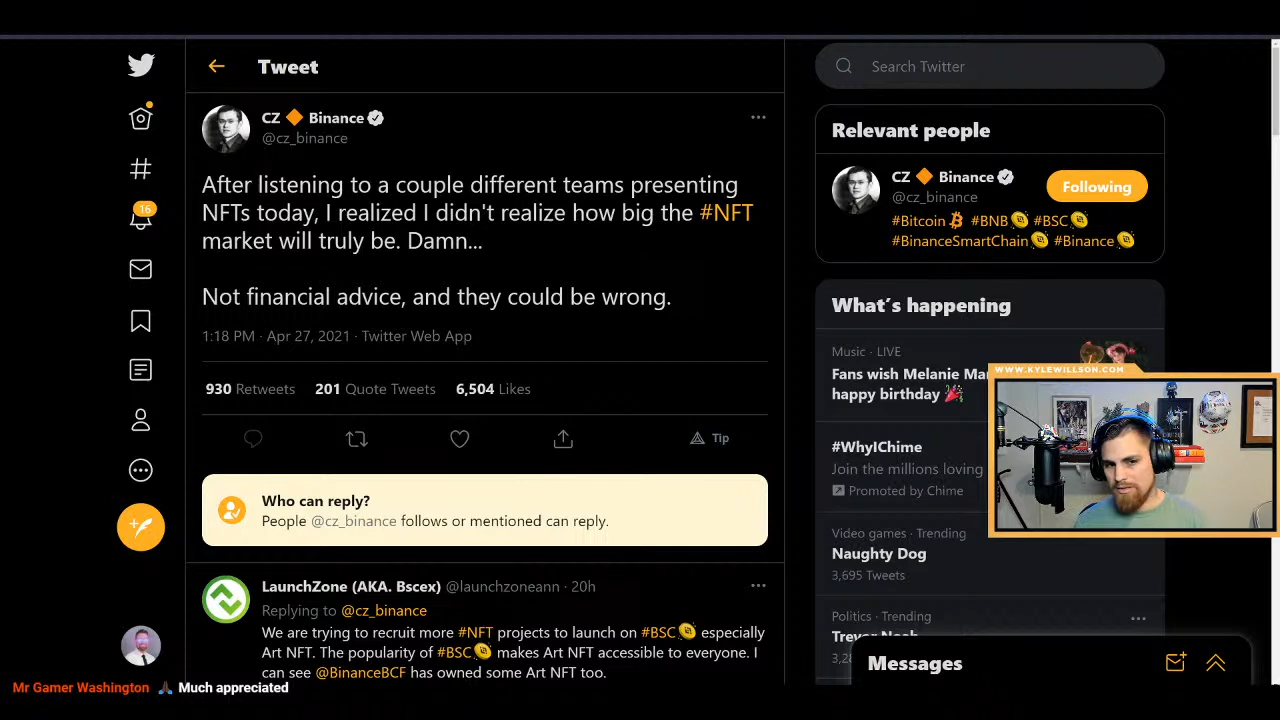 Tweet
CZ 🔶 Binance
@cz_binance
After listening to a couple different teams presenting
NFTs today, I realized I didn't realize how big the #NFT
market will truly be. Damn...
Not financial advice, and they could be wrong.
1:18 PM · Apr 27, 2021 · Twitter Web App
930 Retweets 201 Quote Tweets 6,504 Likes
Tip
Who can reply?
People @cz_binance follows or mentioned can reply.
LaunchZone (AKA. Bscex) @launchzoneann · 20h
Replying to @cz_binance
We are trying to recruit more #NFT projects to launch on #BSC especially
Art NFT. The popularity of #BSC makes Art NFT accessible to everyone. I
can see @BinanceBCF has owned some Art NFT too.
16
Search Twitter
Relevant people
CZ 🔶 Binance
@cz_binance
Following
#Bitcoin #BNB #BSC
#BinanceSmartChain #Binance
What's happening
Music · LIVE
Fans wish Melanie Mar
happy birthday 🎉
#WhyIChime
Join the millions loving
Promoted by Chime
Video games · Trending
Naughty Dog
3,695 Tweets
Politics · Trending
Trevor Noah
3,28
Messages
WWW.KYLEWILLSON.COM
Mr Gamer Washington 🙏🏾 Much appreciated